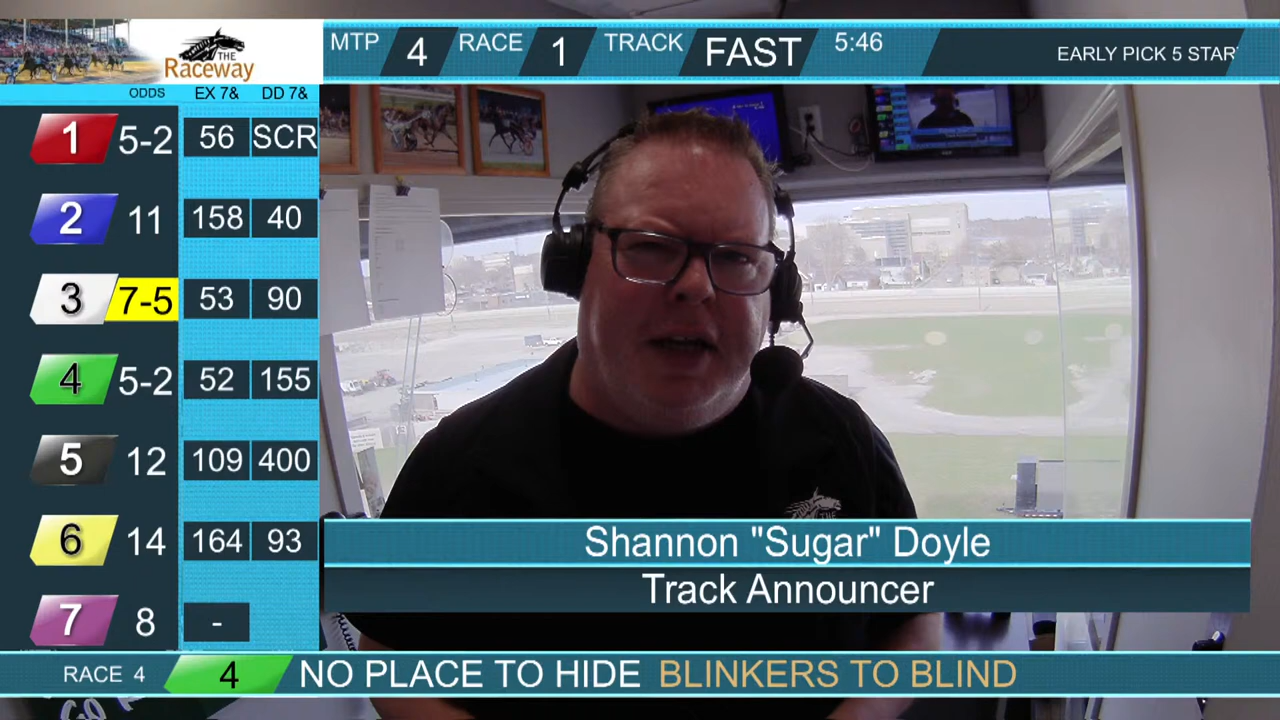 THE
Raceway
MTP 4 RACE 1 TRACK FAST 5:46 EARLY PICK 5 STAR
ODDS EX 7& DD 7&
1 5-2 56 SCR
2 11 158 40
3 7-5 53 90
4 5-2 52 155
5 12 109 400
6 14 164 93
7 8 -
THE
Shannon "Sugar" Doyle
Track Announcer
RACE 4 4 NO PLACE TO HIDE BLINKERS TO BLIND